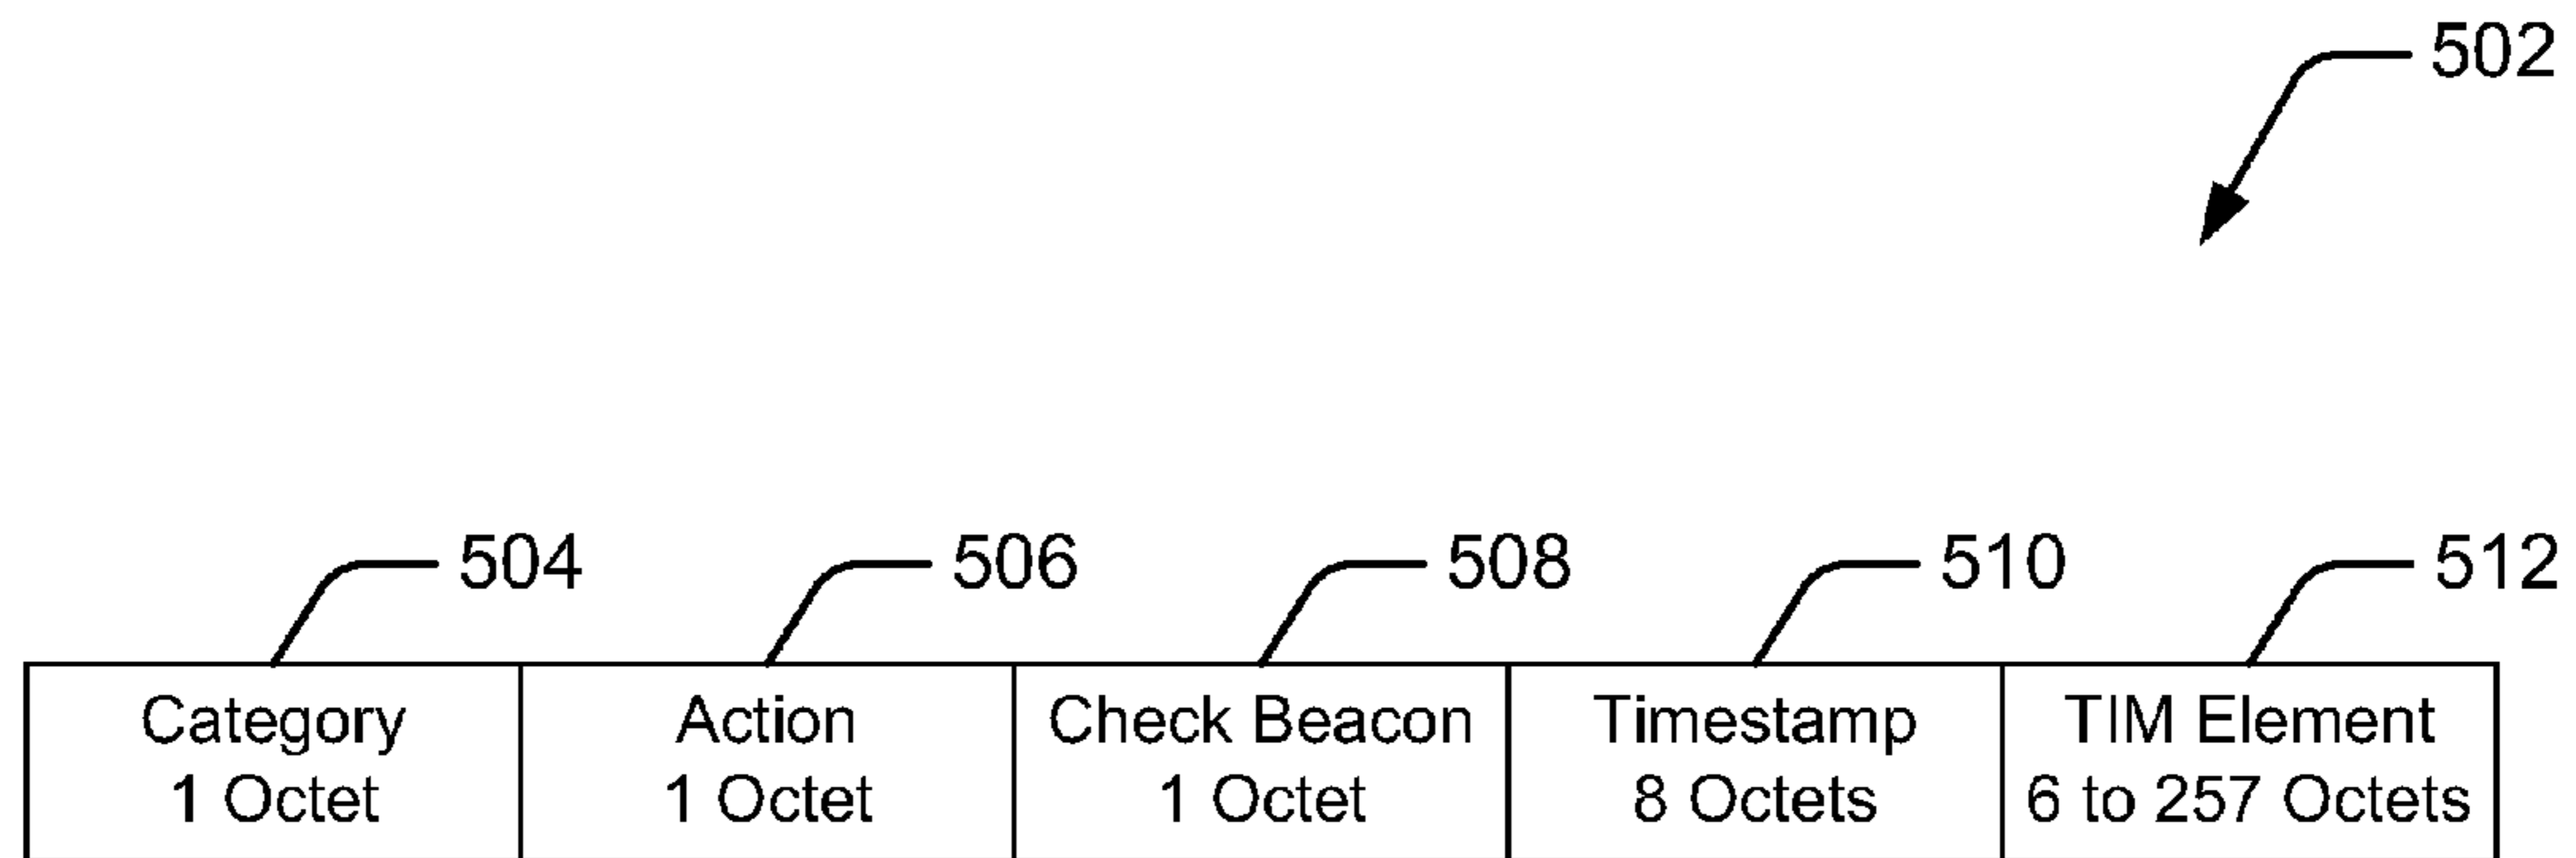 502
504
506
508
510
512
Category
1 Octet
Action
1 Octet
Check Beacon
1 Octet
Timestamp
8 Octets
TIM Element
6 to 257 Octets